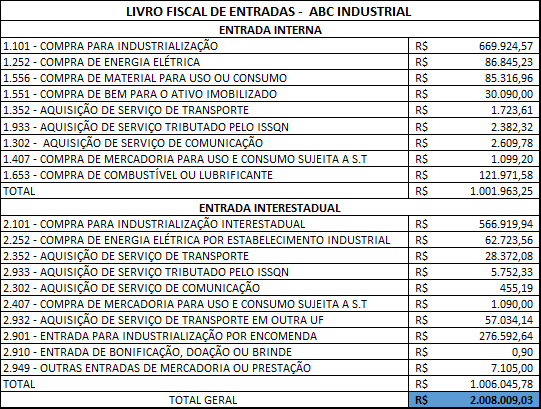 LIVRO FISCAL DE ENTRADAS - ABC INDUSTRIAL
ENTRADA INTERNA
1.101 - COMPRA PARA INDUSTRIALIZAÇÃO R$ 669.924,57
1.252 - COMPRA DE ENERGIA ELÉTRICA R$ 86.845,23
1.556 - COMPRA DE MATERIAL PARA USO OU CONSUMO R$ 85.316,96
1.551 - COMPRA DE BEM PARA O ATIVO IMOBILIZADO R$ 30.090,00
1.352 - AQUISIÇÃO DE SERVIÇO DE TRANSPORTE R$ 1.723,61
1.933 - AQUISIÇÃO SERVIÇO TRIBUTADO PELO ISSQN R$ 2.382,32
1.302 - AQUISIÇÃO DE SERVIÇO DE COMUNICAÇÃO R$ 2.609,78
1.407 - COMPRA DE MERCADORIA PARA USO E CONSUMO SUJEITA A S.T R$ 1.099,20
1.653 - COMPRA DE COMBUSTÍVEL OU LUBRIFICANTE R$ 121.971,58
TOTAL R$ 1.001.963,25
ENTRADA INTERESTADUAL
2.101 - COMPRA PARA INDUSTRIALIZAÇÃO INTERESTADUAL R$ 566.919,94
2.252 - COMPRA DE ENERGIA ELÉTRICA POR ESTABELECIMENTO INDUSTRIAL R$ 62.723,56
2.352 - AQUISIÇÃO DE SERVIÇO DE TRANSPORTE R$ 28.372,08
2.933 - AQUISIÇÃO SERVIÇO TRIBUTADO PELO ISSQN R$ 5.752,33
2.302 - AQUISIÇÃO DE SERVIÇO DE COMUNICAÇÃO R$ 455,19
2.407 - COMPRA DE MERCADORIA PARA USO E CONSUMO SUJEITA A S.T R$ 1.090,00
2.932 - AQUISIÇÃO DE SERVIÇO DE TRANSPORTE EM OUTRA UF R$ 57.034,14
2.901 - ENTRADA PARA INDUSTRIALIZAÇÃO POR ENCOMENDA R$ 276.592,64
2.910 - ENTRADA DE BONIFICAÇÃO, DOAÇÃO OU BRINDE R$ 0,90
2.949 - OUTRAS ENTRADAS DE MERCADORIA OU PRESTAÇÃO R$ 7.105,00
TOTAL R$ 1.006.045,78
TOTAL GERAL R$ 2.008.009,03